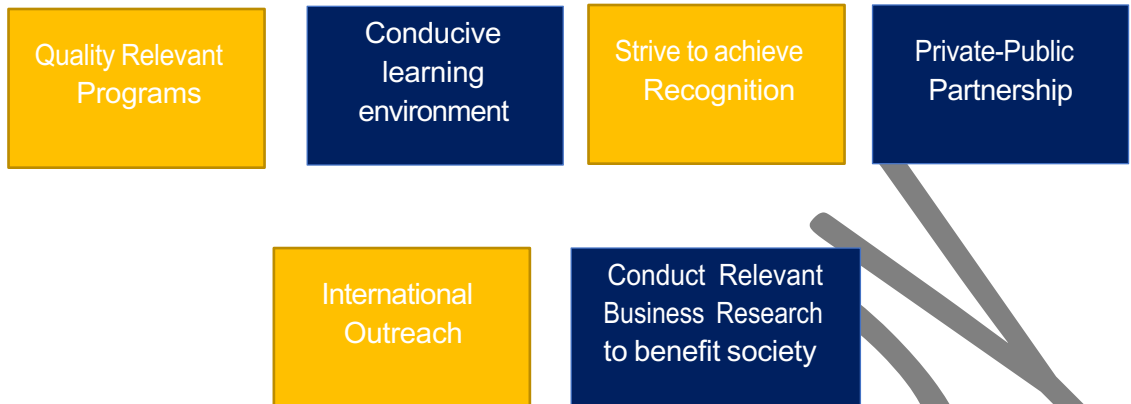 Quality Relevant
Programs
Conducive
learning
environment
Strive to achieve
Recognition
Private-Public
Partnership
International
Outreach
Conduct Relevant
Business Research
to benefit society